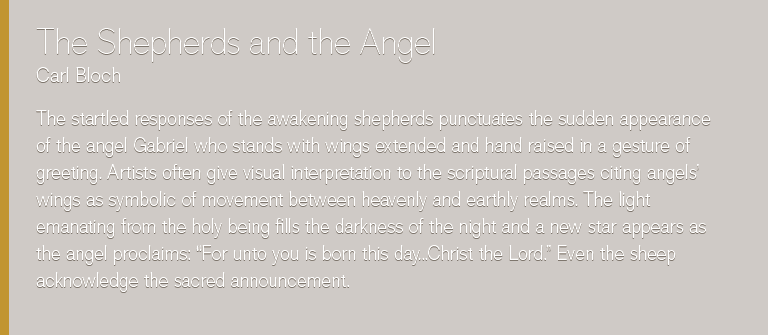 The Shepherds and the Angel
Carl Bloch
The startled responses of the awakening shepherds punctuates the sudden appearance
of the angel Gabriel who stands with wings extended and hand raised in a gesture of
greeting. Artists often give visual interpretation to the scriptural passages citing angels'
wings as symbolic of movement between heavenly and earthly realms. The light
emanating from the holy being fills the darkness of the night and a new star appears as
the angel proclaims: “For unto you is born this day...Christ the Lord.” Even the sheep
acknowledge the sacred announcement.